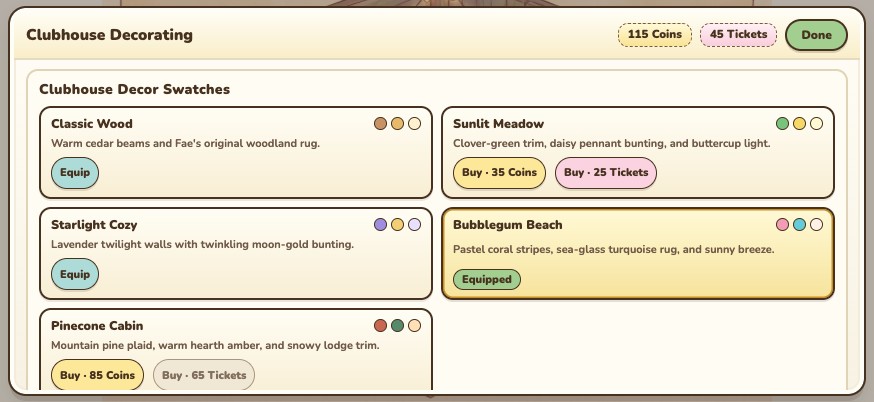 Clubhouse Decorating
115 Coins
45 Tickets
Done
Clubhouse Decor Swatches
Classic Wood
Warm cedar beams and Fae's original woodland rug.
Equip
Sunlit Meadow
Clover-green trim, daisy pennant bunting, and buttercup light.
Buy · 35 Coins
Buy · 25 Tickets
Starlight Cozy
Lavender twilight walls with twinkling moon-gold bunting.
Equip
Bubblegum Beach
Pastel coral stripes, sea-glass turquoise rug, and sunny breeze.
Equipped
Pinecone Cabin
Mountain pine plaid, warm hearth amber, and snowy lodge trim.
Buy · 85 Coins
Buy · 65 Tickets